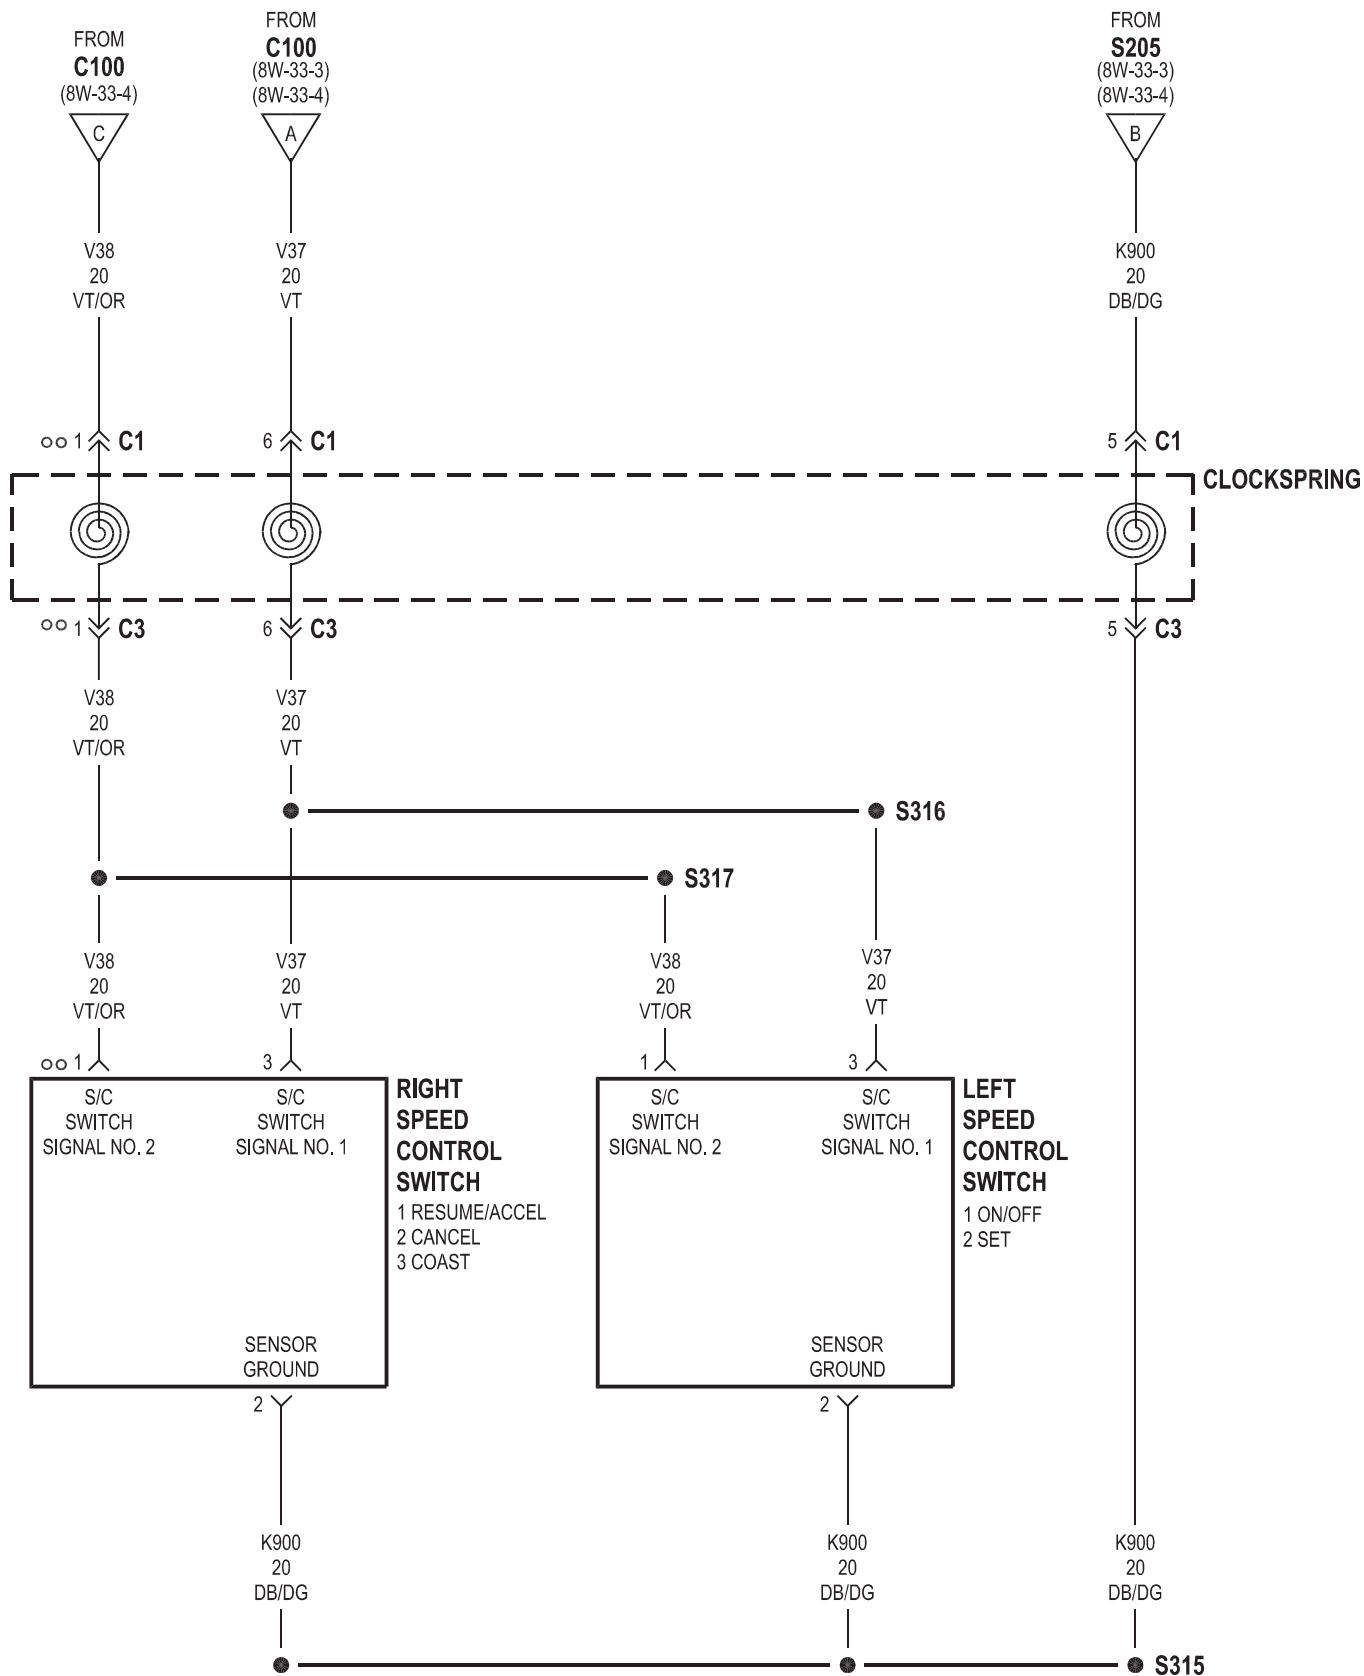 FROM
C100
(8W-33-4)
C
FROM
C100
(8W-33-3)
(8W-33-4)
A
FROM
S205
(8W-33-3)
(8W-33-4)
B
V38
20
VT/OR
V37
20
VT
K900
20
DB/DG
1 C1
6 C1
5 C1
CLOCKSPRING
1 C3
6 C3
5 C3
V38
20
VT/OR
V37
20
VT
S316
S317
V38
20
VT/OR
V37
20
VT
V38
20
VT/OR
V37
20
VT
1
3
1
3
S/C
SWITCH
SIGNAL NO. 2
S/C
SWITCH
SIGNAL NO. 1
RIGHT
SPEED
CONTROL
SWITCH
1 RESUME/ACCEL
2 CANCEL
3 COAST
S/C
SWITCH
SIGNAL NO. 2
S/C
SWITCH
SIGNAL NO. 1
LEFT
SPEED
CONTROL
SWITCH
1 ON/OFF
2 SET
SENSOR
GROUND
SENSOR
GROUND
2
2
K900
20
DB/DG
K900
20
DB/DG
K900
20
DB/DG
S315